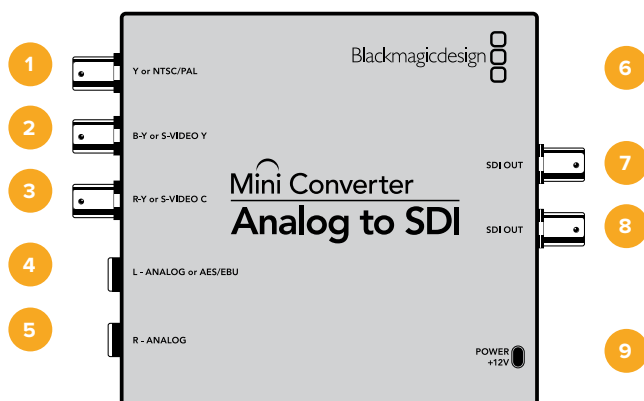 1
Y or NTSC/PAL
2
B-Y or S-VIDEO Y
3
R-Y or S-VIDEO C
4
L - ANALOG or AES/EBU
5
R - ANALOG
Blackmagicdesign
Mini Converter
Analog to SDI
6
SDI OUT
7
SDI OUT
8
POWER
+12V
9